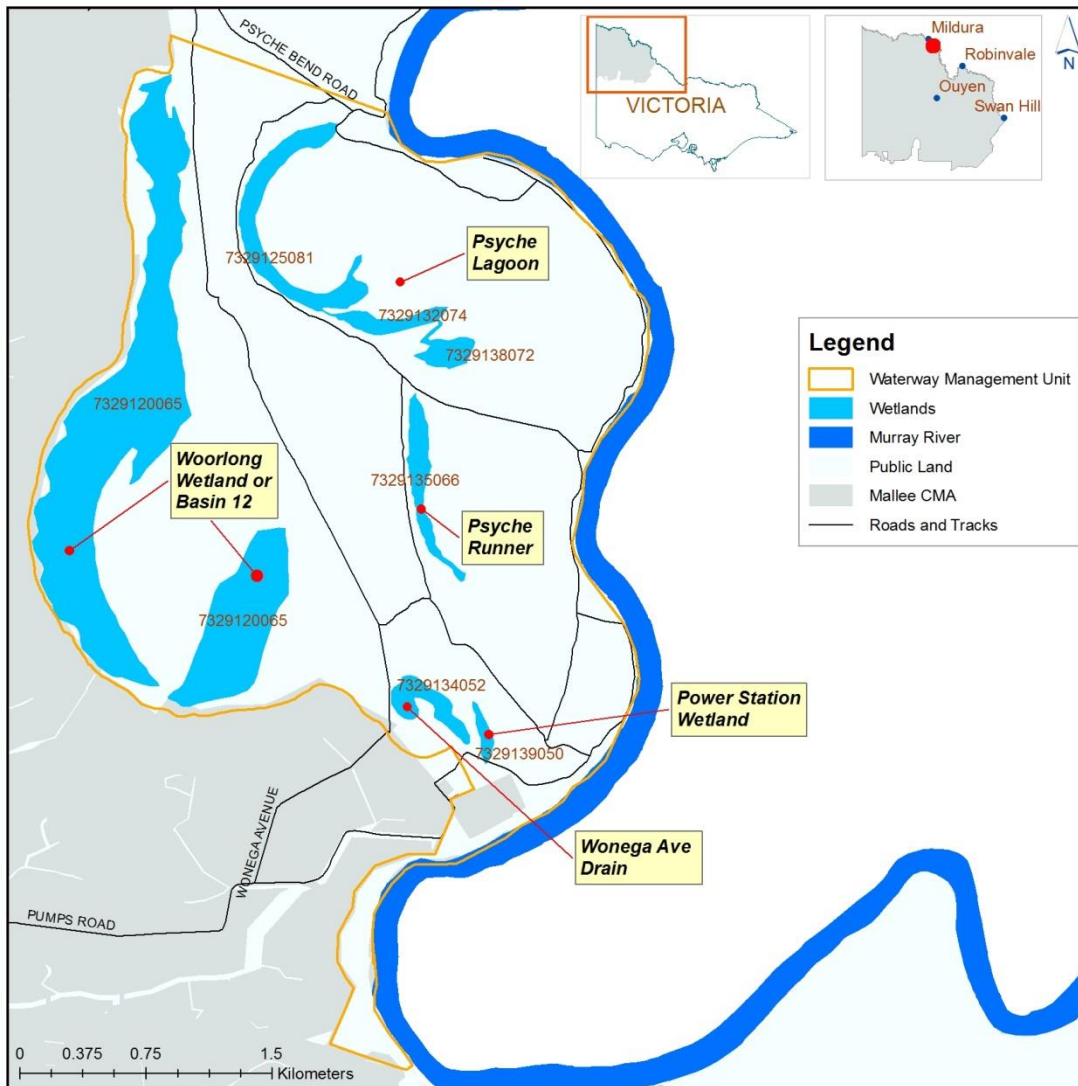 PSYCHE BEND ROAD
VICTORIA
Mildura
Robinvale
Ouyen
Swan Hill
N
7329125081
Psyche
Lagoon
7329132074
7329138072
7329120065
Woorlong
Wetland or
Basin 12
7329135066
Psyche
Runner
7329120065
7329134052
Power Station
Wetland
7329139050
Wonega Ave
Drain
WONEGA AVENUE
PUMPS ROAD
Legend
Waterway Management Unit
Wetlands
Murray River
Public Land
Mallee CMA
Roads and Tracks
0 0.375 0.75 1.5
Kilometers